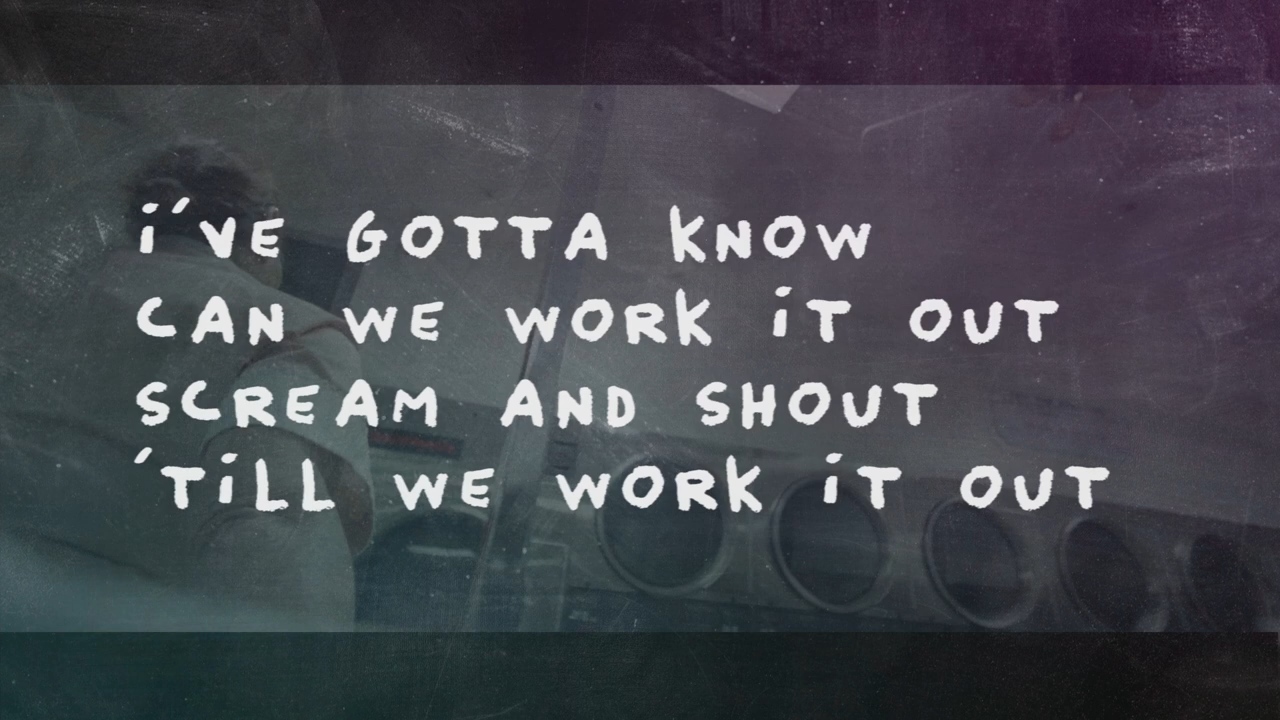 i'VE GOTTA KNOW
CAN WE WORK iT OUT
SCREAM AND SHOUT
'TiLL WE WORK iT OUT